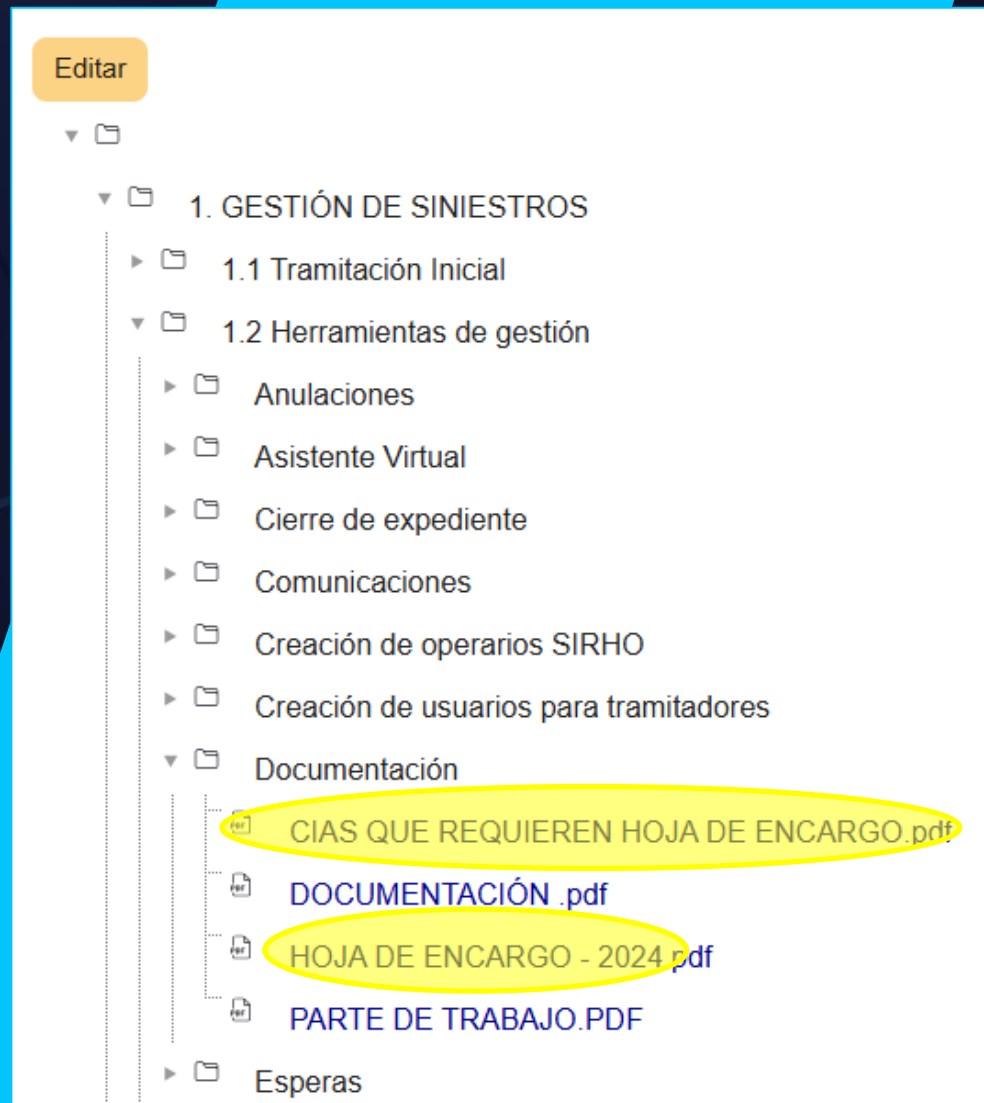 Editar
1. GESTIÓN DE SINIESTROS
1.1 Tramitación Inicial
1.2 Herramientas de gestión
Anulaciones
Asistente Virtual
Cierre de expediente
Comunicaciones
Creación de operarios SIRHO
Creación de usuarios para tramitadores
Documentación
CIAS QUE REQUIEREN HOJA DE ENCARGO.pdf
DOCUMENTACIÓN .pdf
HOJA DE ENCARGO - 2024.pdf
PARTE DE TRABAJO.PDF
Esperas